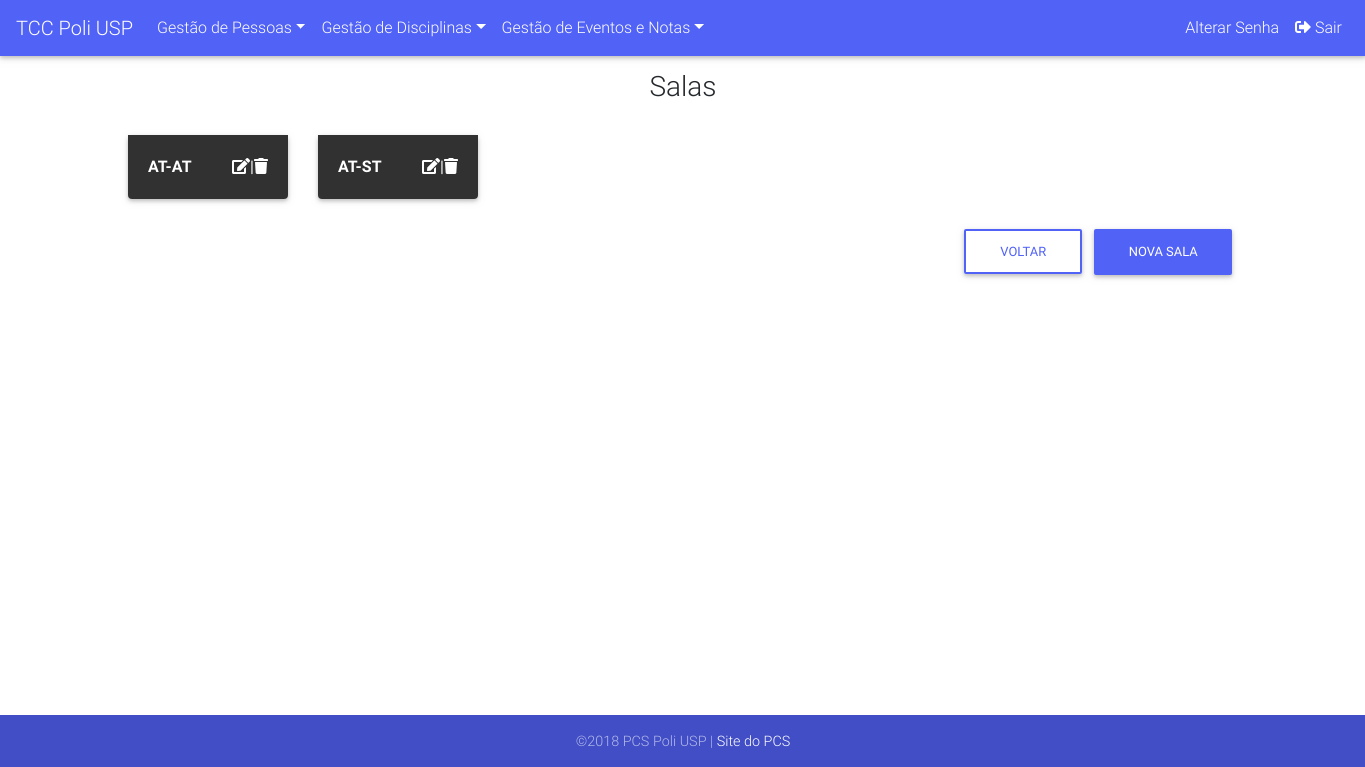 TCC Poli USP Gestão de Pessoas Gestão de Disciplinas Gestão de Eventos e Notas Alterar Senha Sair
Salas
AT-AT | AT-ST |
VOLTAR NOVA SALA
©2018 PCS Poli USP | Site do PCS